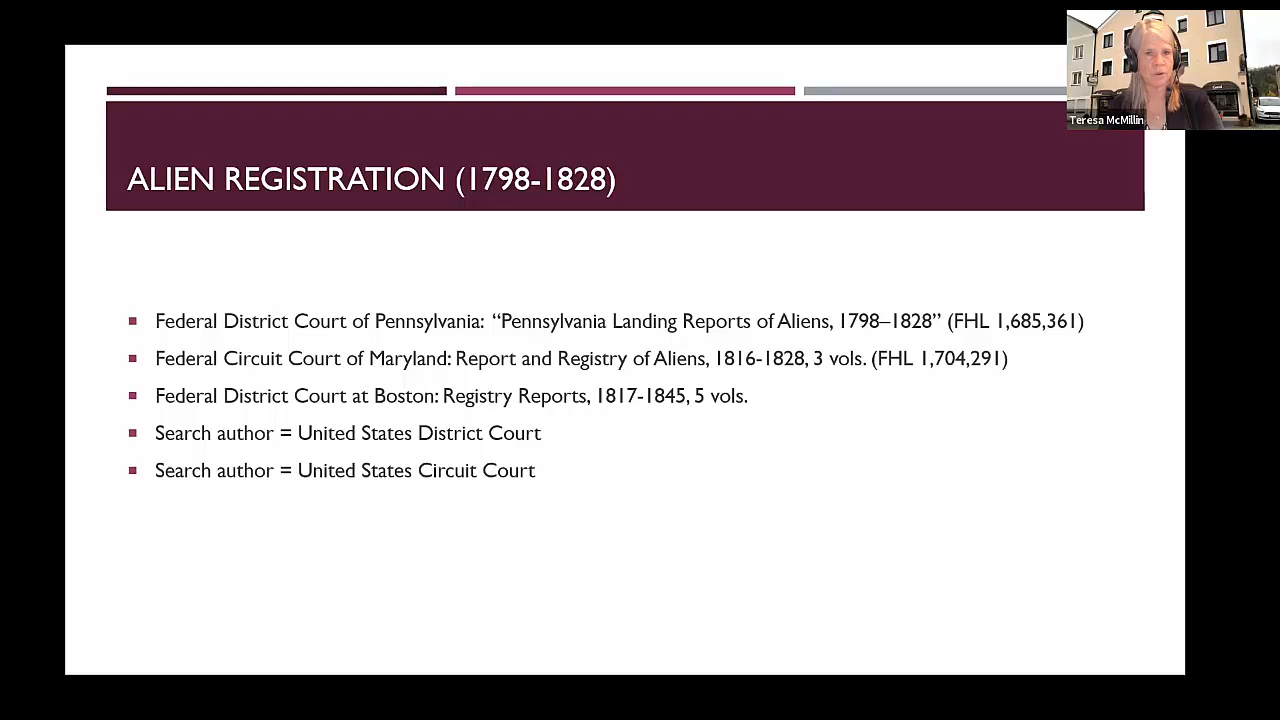 Teresa McMillin
ALIEN REGISTRATION (1798-1828)
Federal District Court of Pennsylvania: “Pennsylvania Landing Reports of Aliens, 1798–1828” (FHL 1,685,361)
Federal Circuit Court of Maryland: Report and Registry of Aliens, 1816-1828, 3 vols. (FHL 1,704,291)
Federal District Court at Boston: Registry Reports, 1817-1845, 5 vols.
Search author = United States District Court
Search author = United States Circuit Court